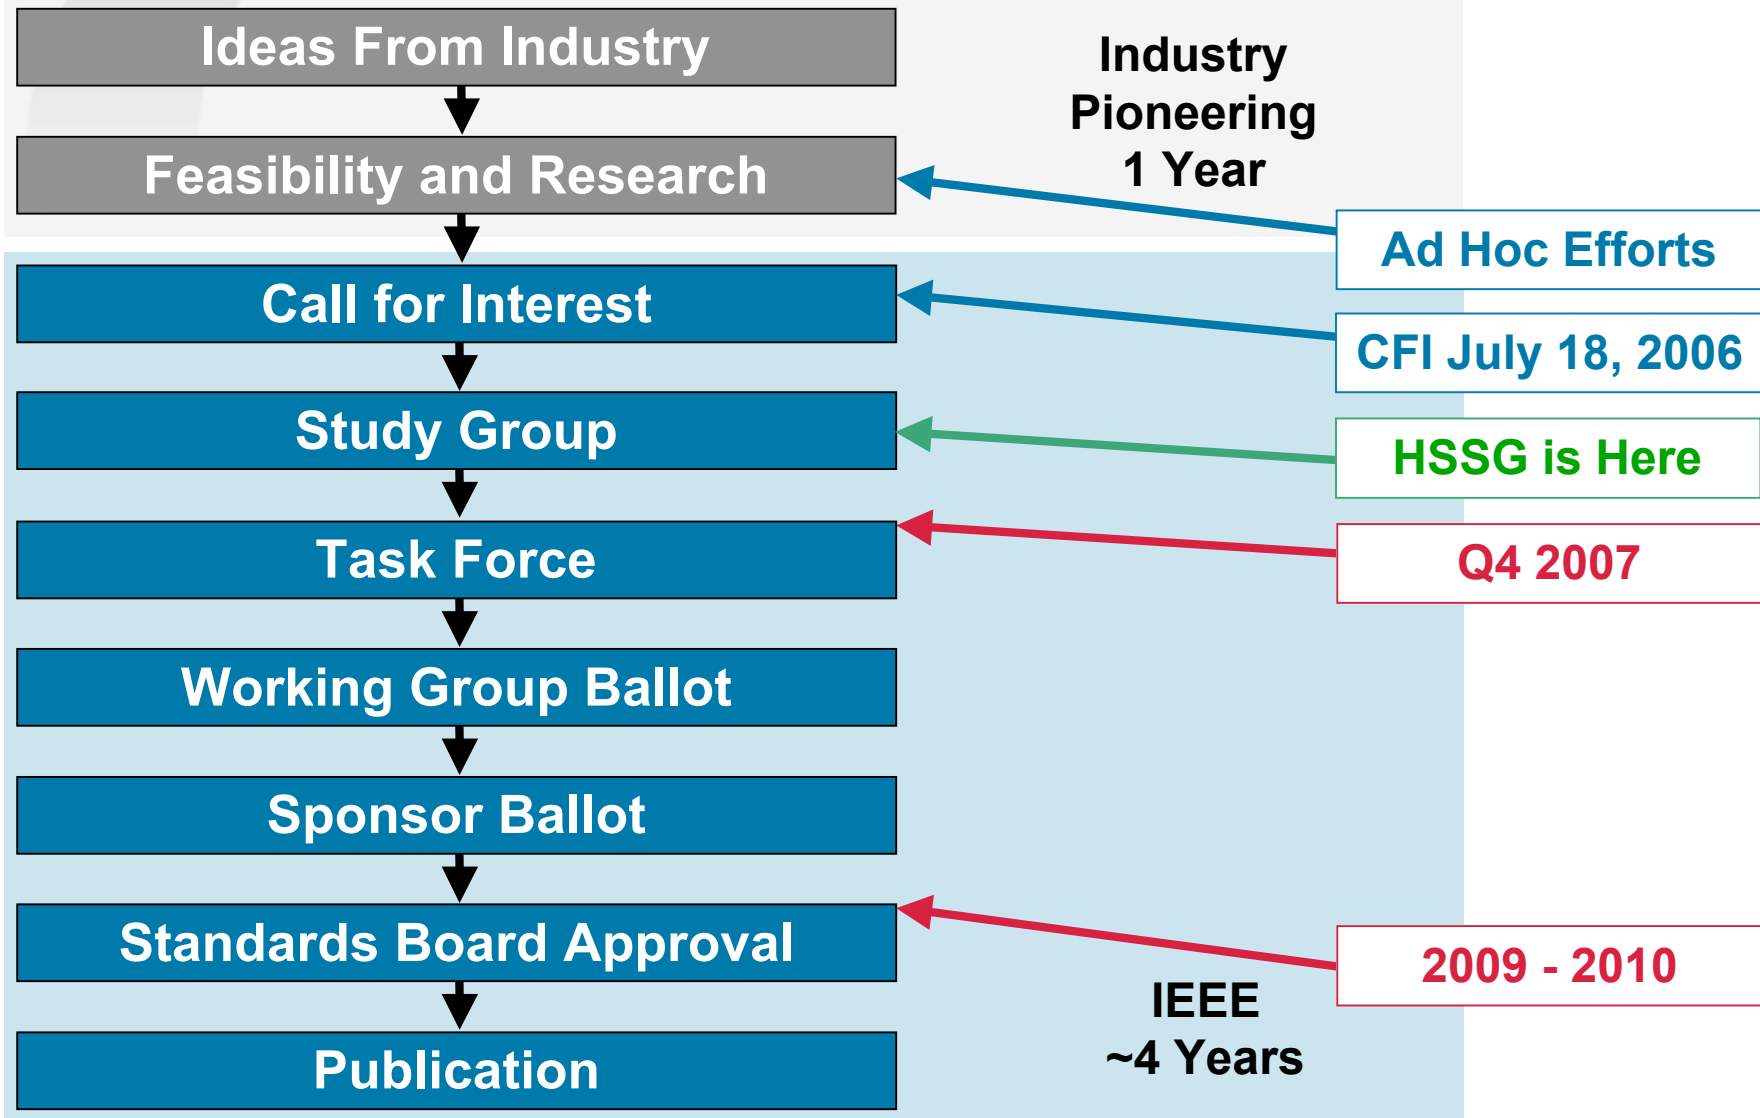 Ideas From Industry
Industry
Pioneering
1 Year
Feasibility and Research
Ad Hoc Efforts
Call for Interest
CFI July 18, 2006
Study Group
HSSG is Here
Task Force
Q4 2007
Working Group Ballot
Sponsor Ballot
Standards Board Approval
2009 - 2010
IEEE
~4 Years
Publication